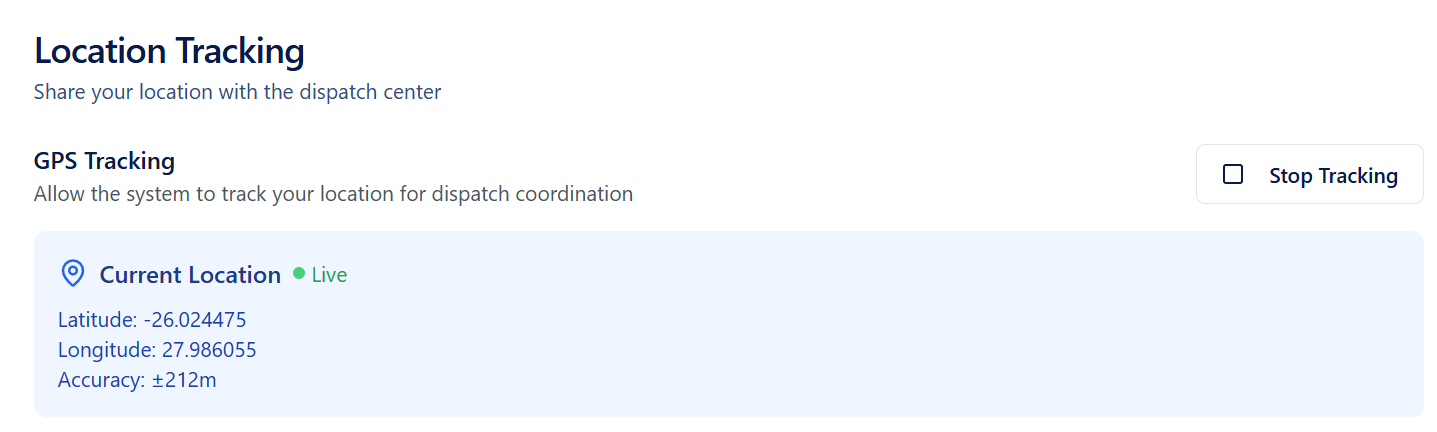 Location Tracking
Share your location with the dispatch center
GPS Tracking
Allow the system to track your location for dispatch coordination
Stop Tracking
Current Location Live
Latitude: -26.024475
Longitude: 27.986055
Accuracy: ±212m